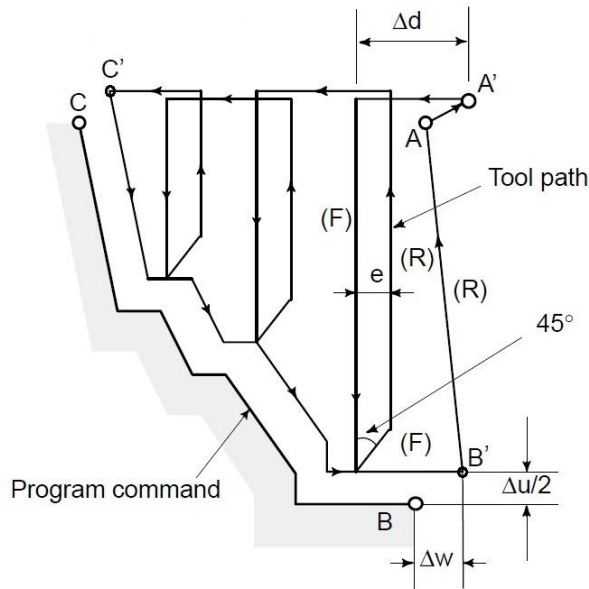 Δd
C'
A'
C
A
Tool path
(F)
(R)
e
(R)
45°
(F)
B'
Program command
Δu/2
B
Δw